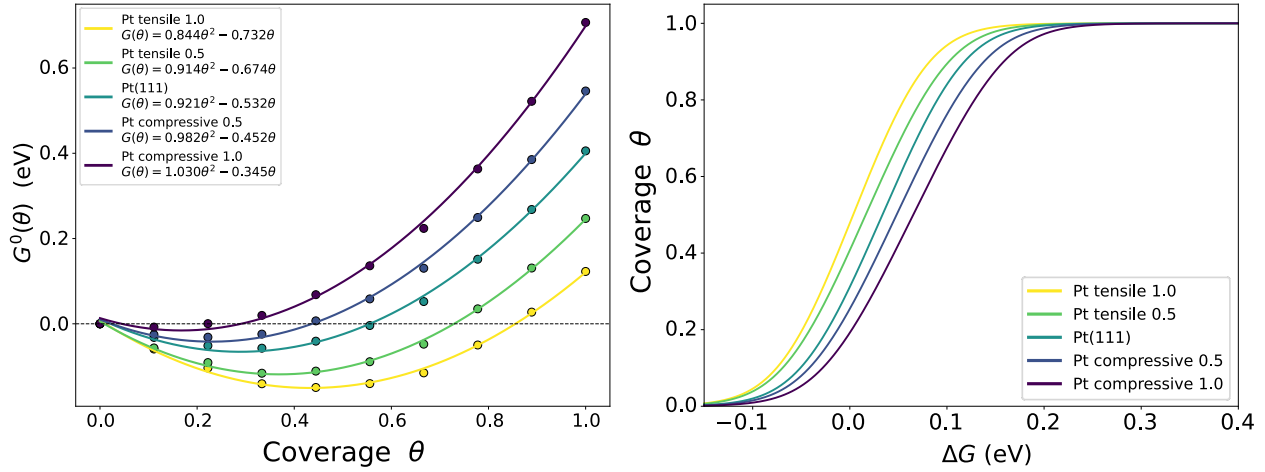 Pt tensile 1.0
G(θ) = 0.844θ² − 0.732θ
Pt tensile 0.5
G(θ) = 0.914θ² − 0.674θ
Pt(111)
G(θ) = 0.921θ² − 0.532θ
Pt compressive 0.5
G(θ) = 0.982θ² − 0.452θ
Pt compressive 1.0
G(θ) = 1.030θ² − 0.345θ
G⁰(θ) (eV)
0.6
0.4
0.2
0.0
0.0 0.2 0.4 0.6 0.8 1.0
Coverage θ
Coverage θ
1.0
0.8
0.6
0.4
0.2
0.0
Pt tensile 1.0
Pt tensile 0.5
Pt(111)
Pt compressive 0.5
Pt compressive 1.0
−0.1 0.0 0.1 0.2 0.3 0.4
ΔG (eV)